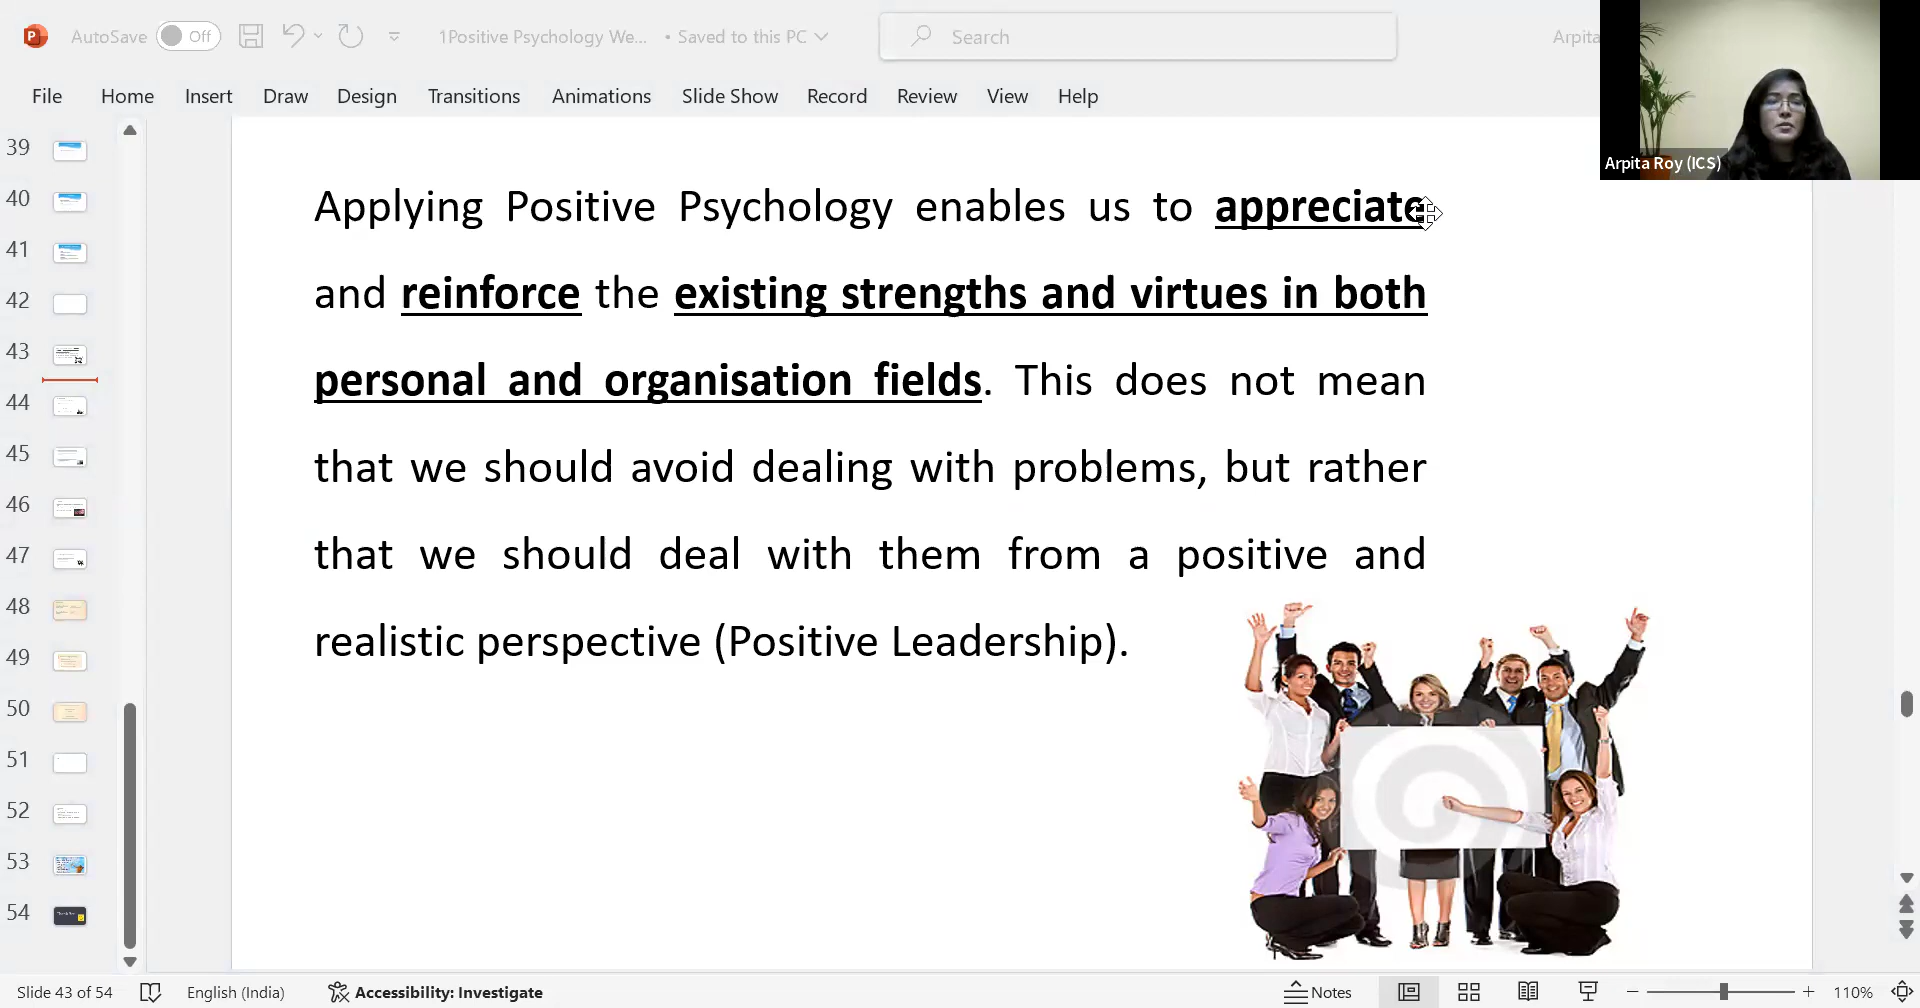 AutoSave Off 1Positive Psychology We... • Saved to this PC Search Arpita
File Home Insert Draw Design Transitions Animations Slide Show Record Review View Help
Arpita Roy (ICS)
39
40
41
42
43
44
45
46
47
48
49
50
51
52
53
54
Applying Positive Psychology enables us to appreciate
and reinforce the existing strengths and virtues in both
personal and organisation fields. This does not mean
that we should avoid dealing with problems, but rather
that we should deal with them from a positive and
realistic perspective (Positive Leadership).
Slide 43 of 54 English (India) Accessibility: Investigate Notes 110%